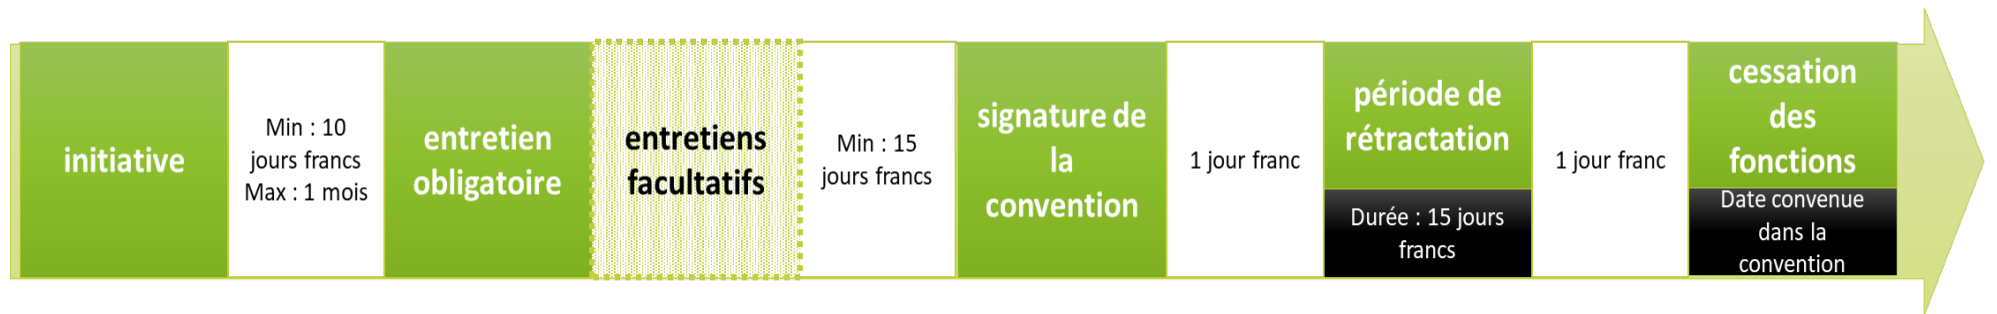 initiative
Min : 10
jours francs
Max : 1 mois
entretien
obligatoire
entretiens
facultatifs
Min : 15
jours francs
signature de
la
convention
1 jour franc
période de
rétractation
Durée : 15 jours
francs
1 jour franc
cessation
des
fonctions
Date convenue
dans la
convention